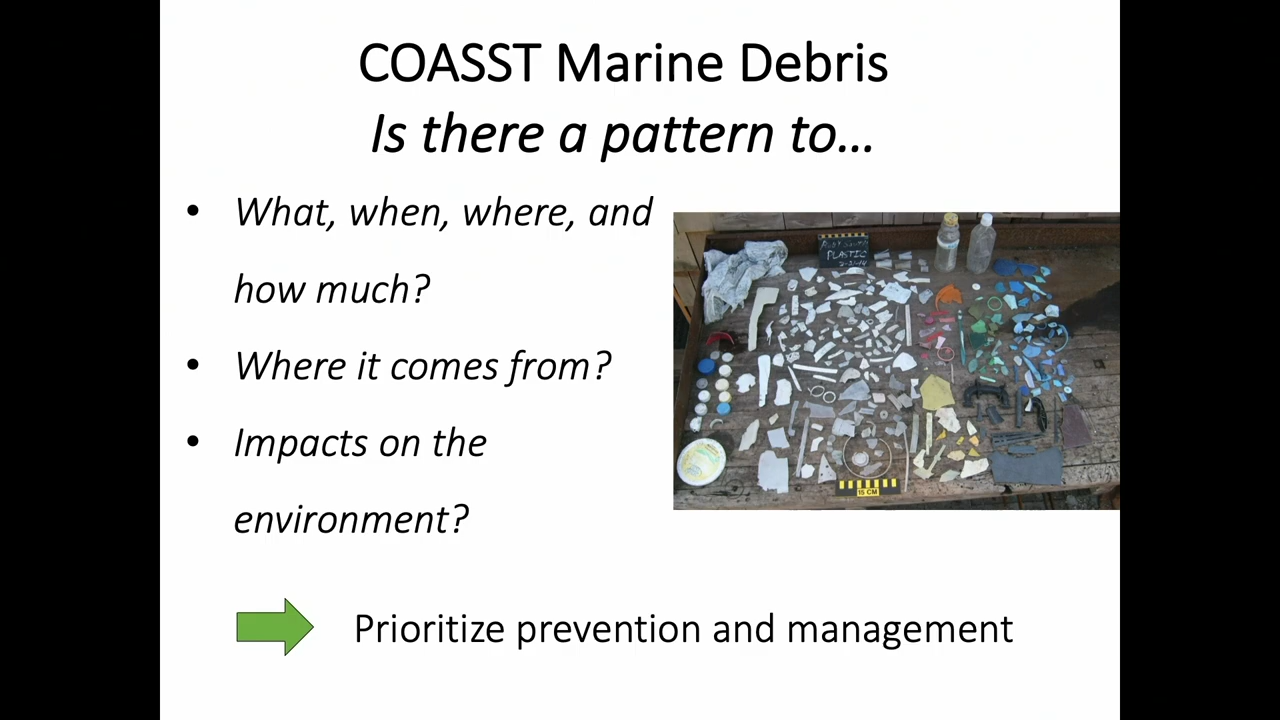 COASST Marine Debris
Is there a pattern to...
• What, when, where, and
how much?
• Where it comes from?
• Impacts on the
environment?
PLASTIC
15 CM
Prioritize prevention and management